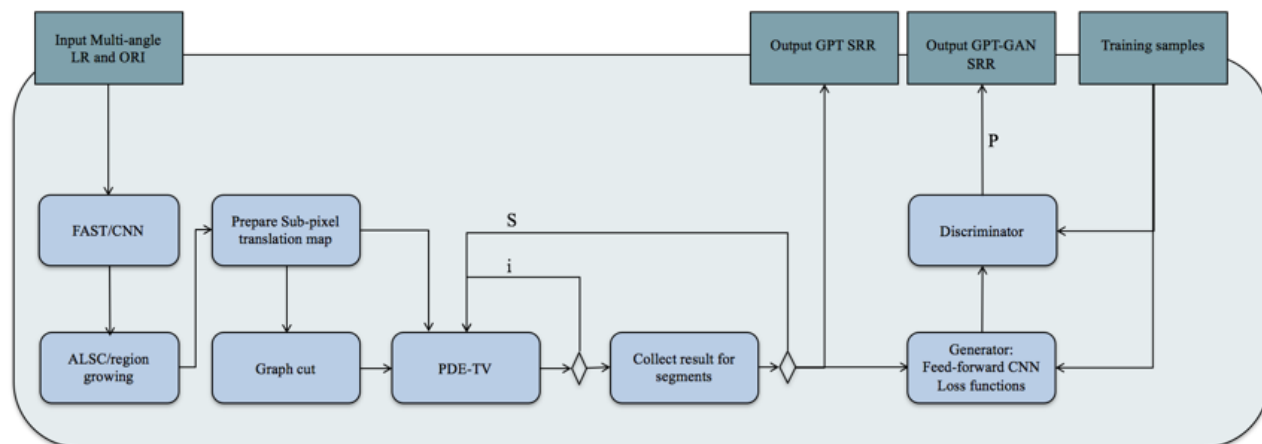 Input Multi-angle
LR and ORI
Output GPT SRR
Output GPT-GAN
SRR
Training samples
P
FAST/CNN
Prepare Sub-pixel
translation map
S
Discriminator
i
ALSC/region
growing
Graph cut
PDE-TV
Collect result for
segments
Generator:
Feed-forward CNN
Loss functions